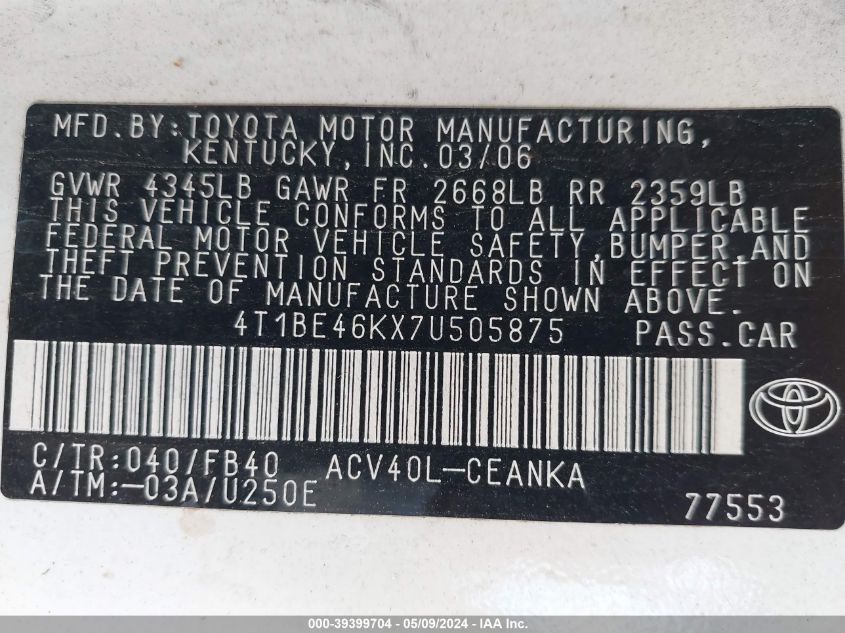 MFD.BY:TOYOTA MOTOR MANUFACTURING,
KENTUCKY,INC.03/06
GVWR 4345LB GAWR FR 2668LB RR 2359LB
THIS VEHICLE CONFORMS TO ALL APPLICABLE
FEDERAL MOTOR VEHICLE SAFETY,BUMPER,AND
THEFT PREVENTION STANDARDS IN EFFECT ON
THE DATE OF MANUFACTURE SHOWN ABOVE.
4T1BE46KX7U505875 PASS.CAR
C/TR:040/FB40 ACV40L-CEANKA
A/TM:-03A/U250E 77553
000-39399704 - 05/09/2024 - IAA Inc.